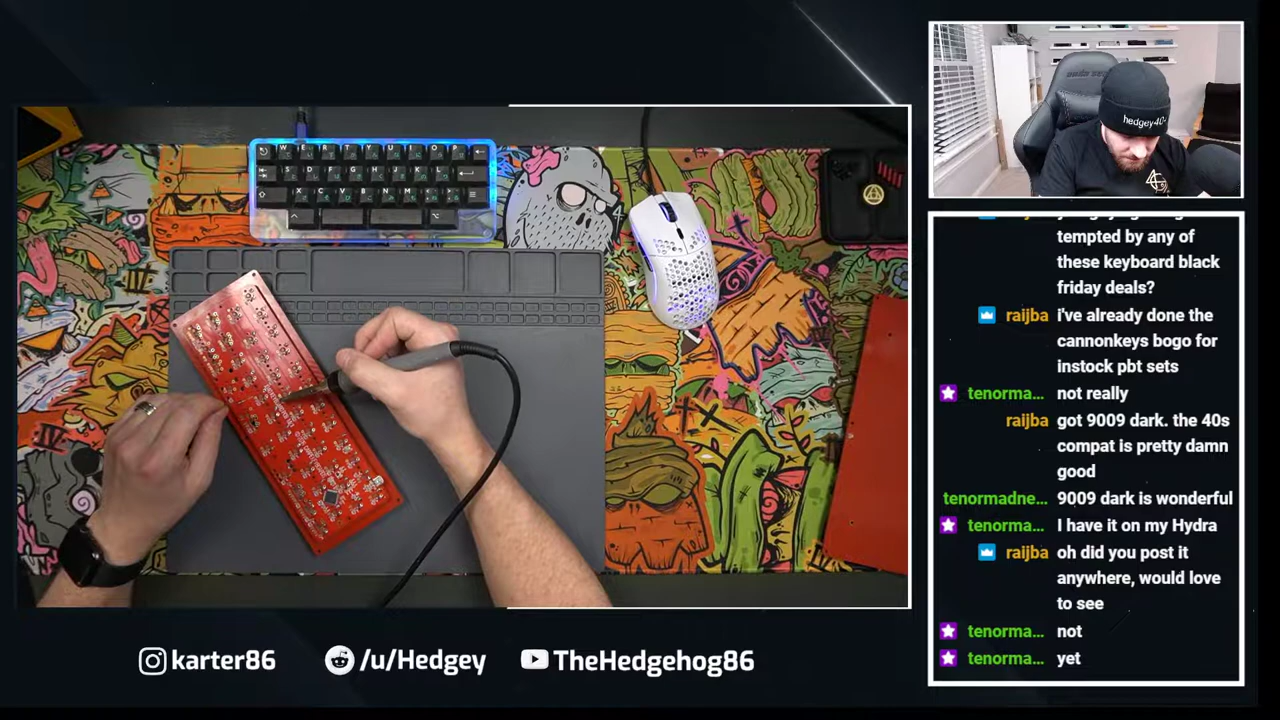 hedgey40
tempted by any of
these keyboard black
friday deals?
raijba i've already done the
cannonkeys bogo for
instock pbt sets
tenorma... not really
raijba got 9009 dark. the 40s
compat is pretty damn
good
tenormadne... 9009 dark is wonderful
tenorma... I have it on my Hydra
raijba oh did you post it
anywhere, would love
to see
tenorma... not
tenorma... yet
W E R T Y U I O P
S D F G H J K L
X C V B N M
karter86 /u/Hedgey TheHedgehog86